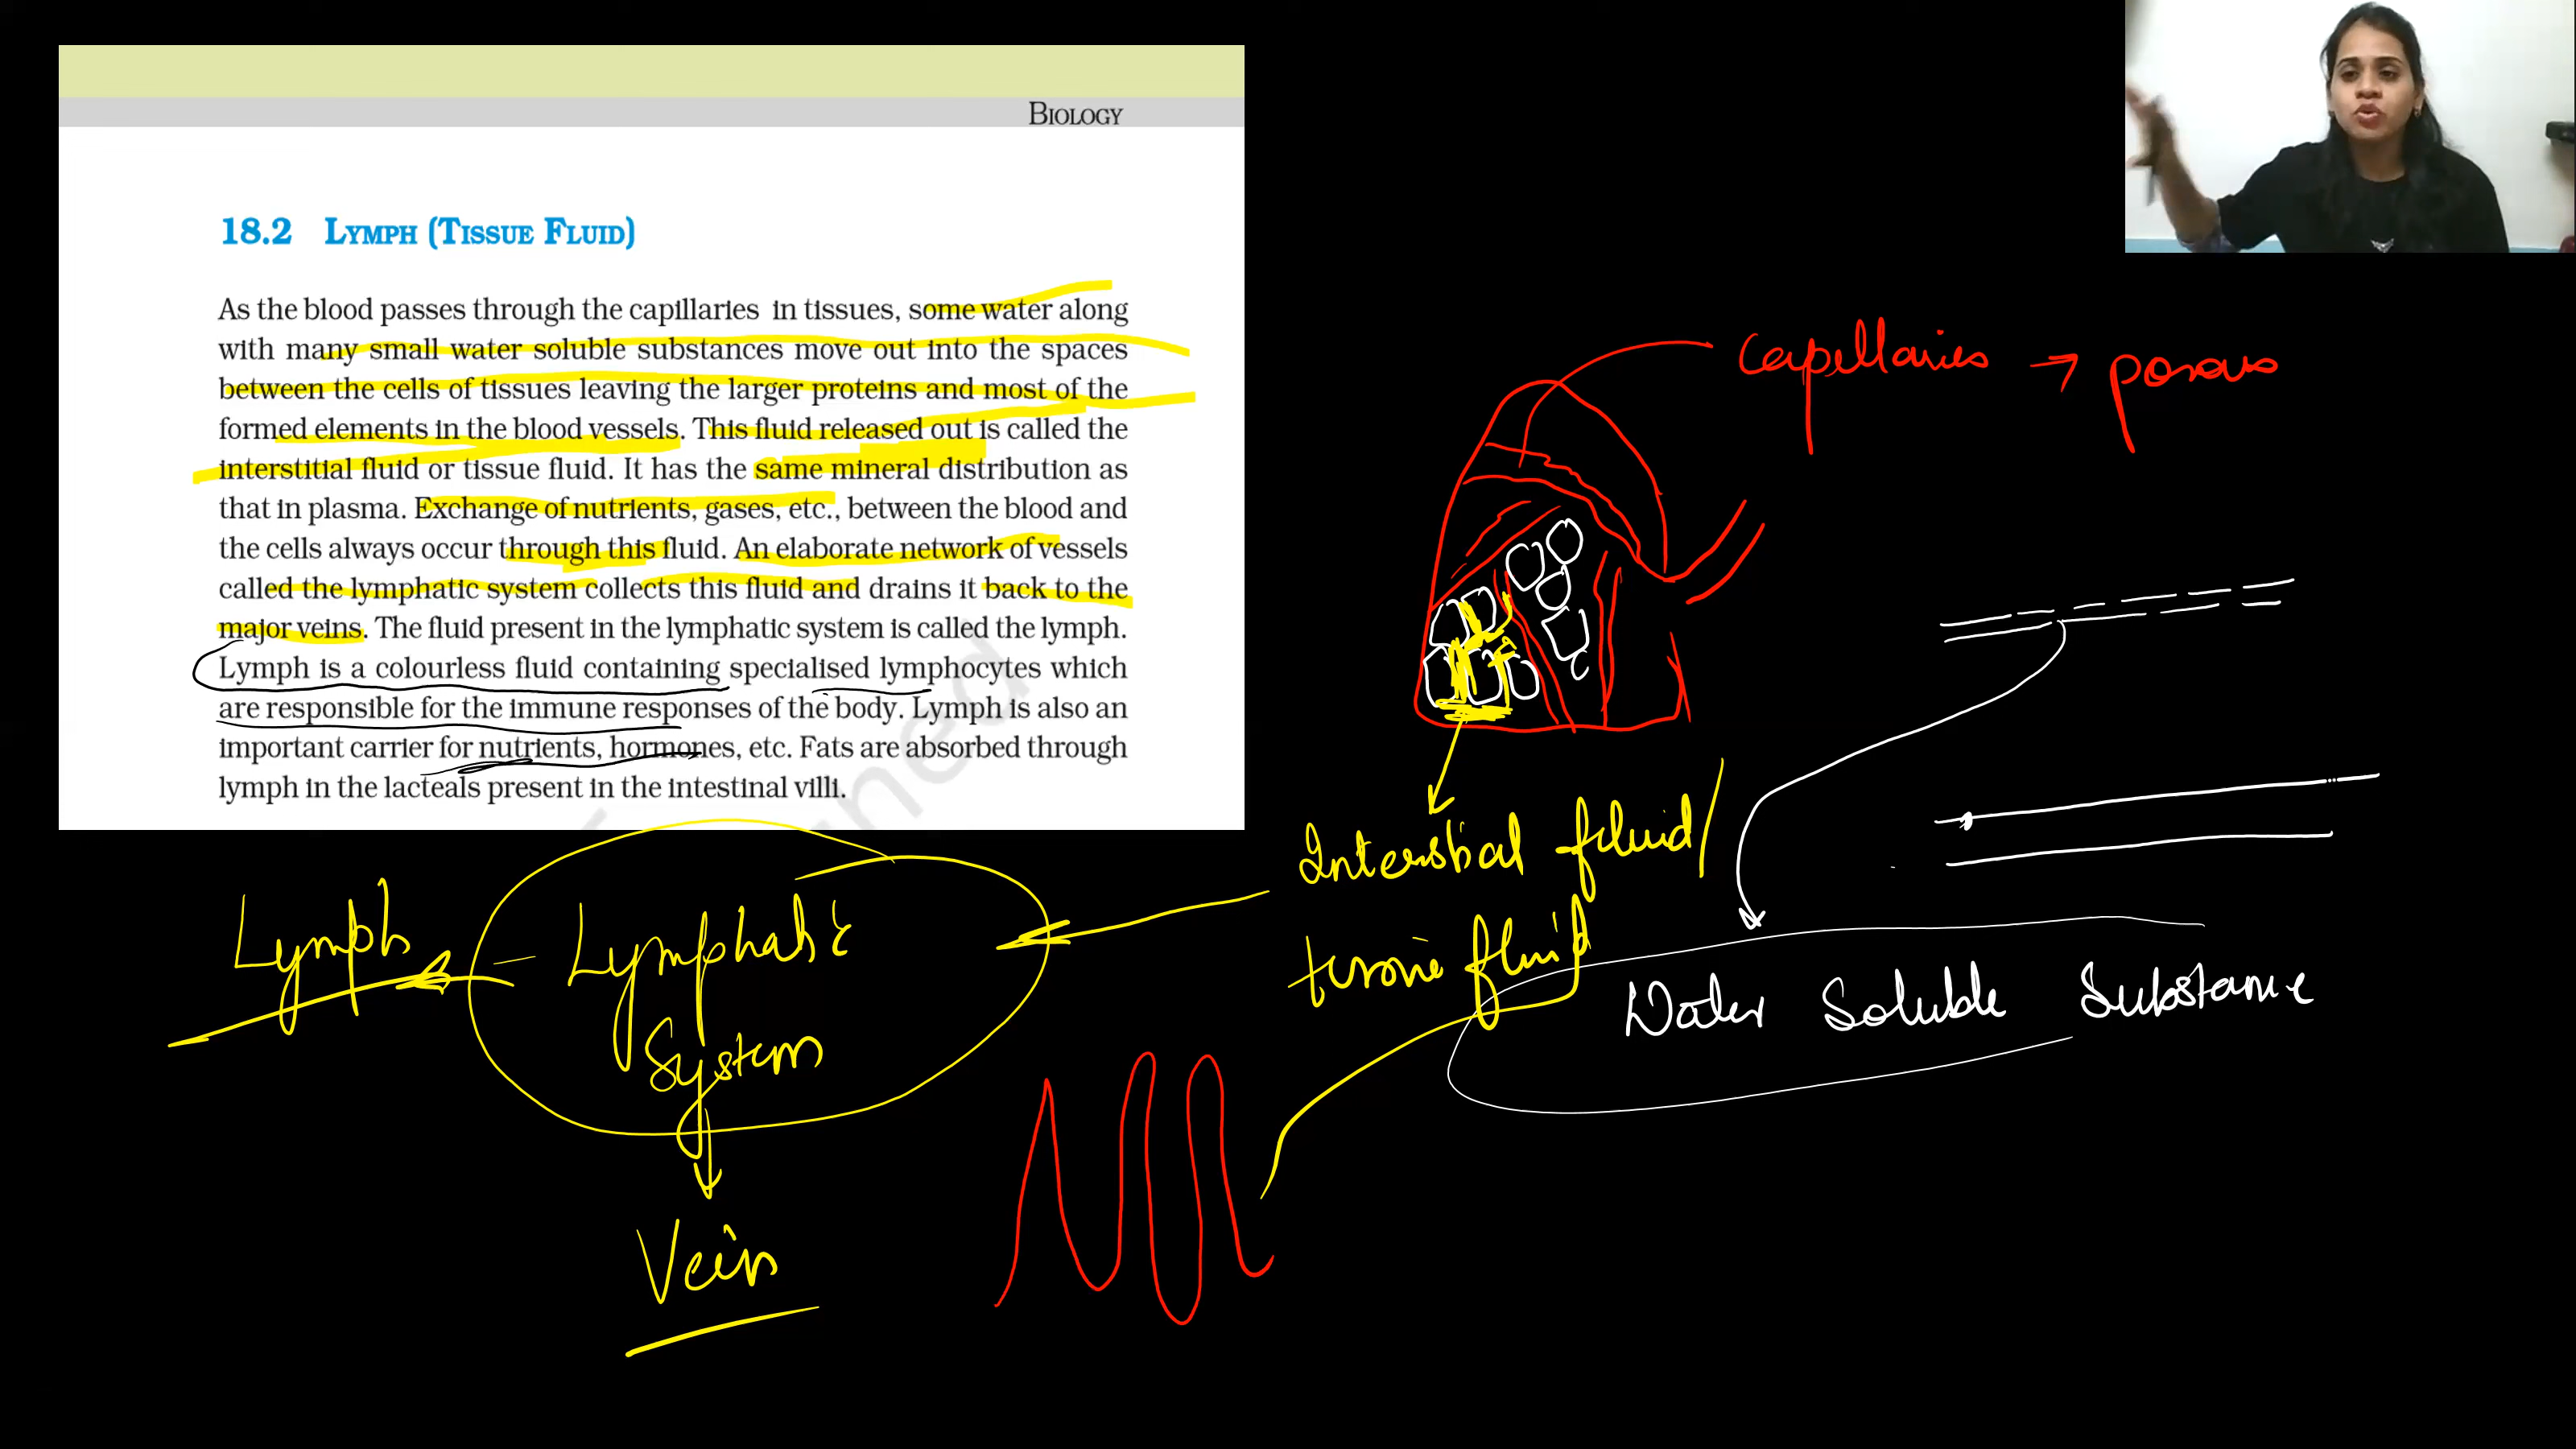 BIOLOGY
18.2 LYMPH (TISSUE FLUID)
As the blood passes through the capillaries in tissues, some water along
with many small water soluble substances move out into the spaces
between the cells of tissues leaving the larger proteins and most of the
formed elements in the blood vessels. This fluid released out is called the
interstitial fluid or tissue fluid. It has the same mineral distribution as
that in plasma. Exchange of nutrients, gases, etc., between the blood and
the cells always occur through this fluid. An elaborate network of vessels
called the lymphatic system collects this fluid and drains it back to the
major veins. The fluid present in the lymphatic system is called the lymph.
Lymph is a colourless fluid containing specialised lymphocytes which
are responsible for the immune responses of the body. Lymph is also an
important carrier for nutrients, hormones, etc. Fats are absorbed through
lymph in the lacteals present in the intestinal villi.
capillaries → porous
Interstial fluid/
tissue fluid
Lymphatic
System
Lymph
Vein
Water Soluble Substance